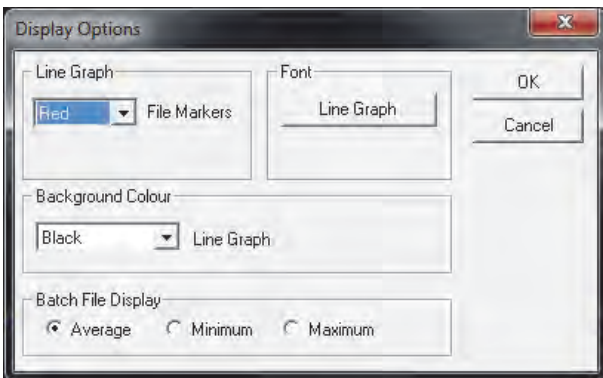 Display Options
Line Graph
Red File Markers
Font
Line Graph
OK
Cancel
Background Colour
Black Line Graph
Batch File Display
Average Minimum Maximum